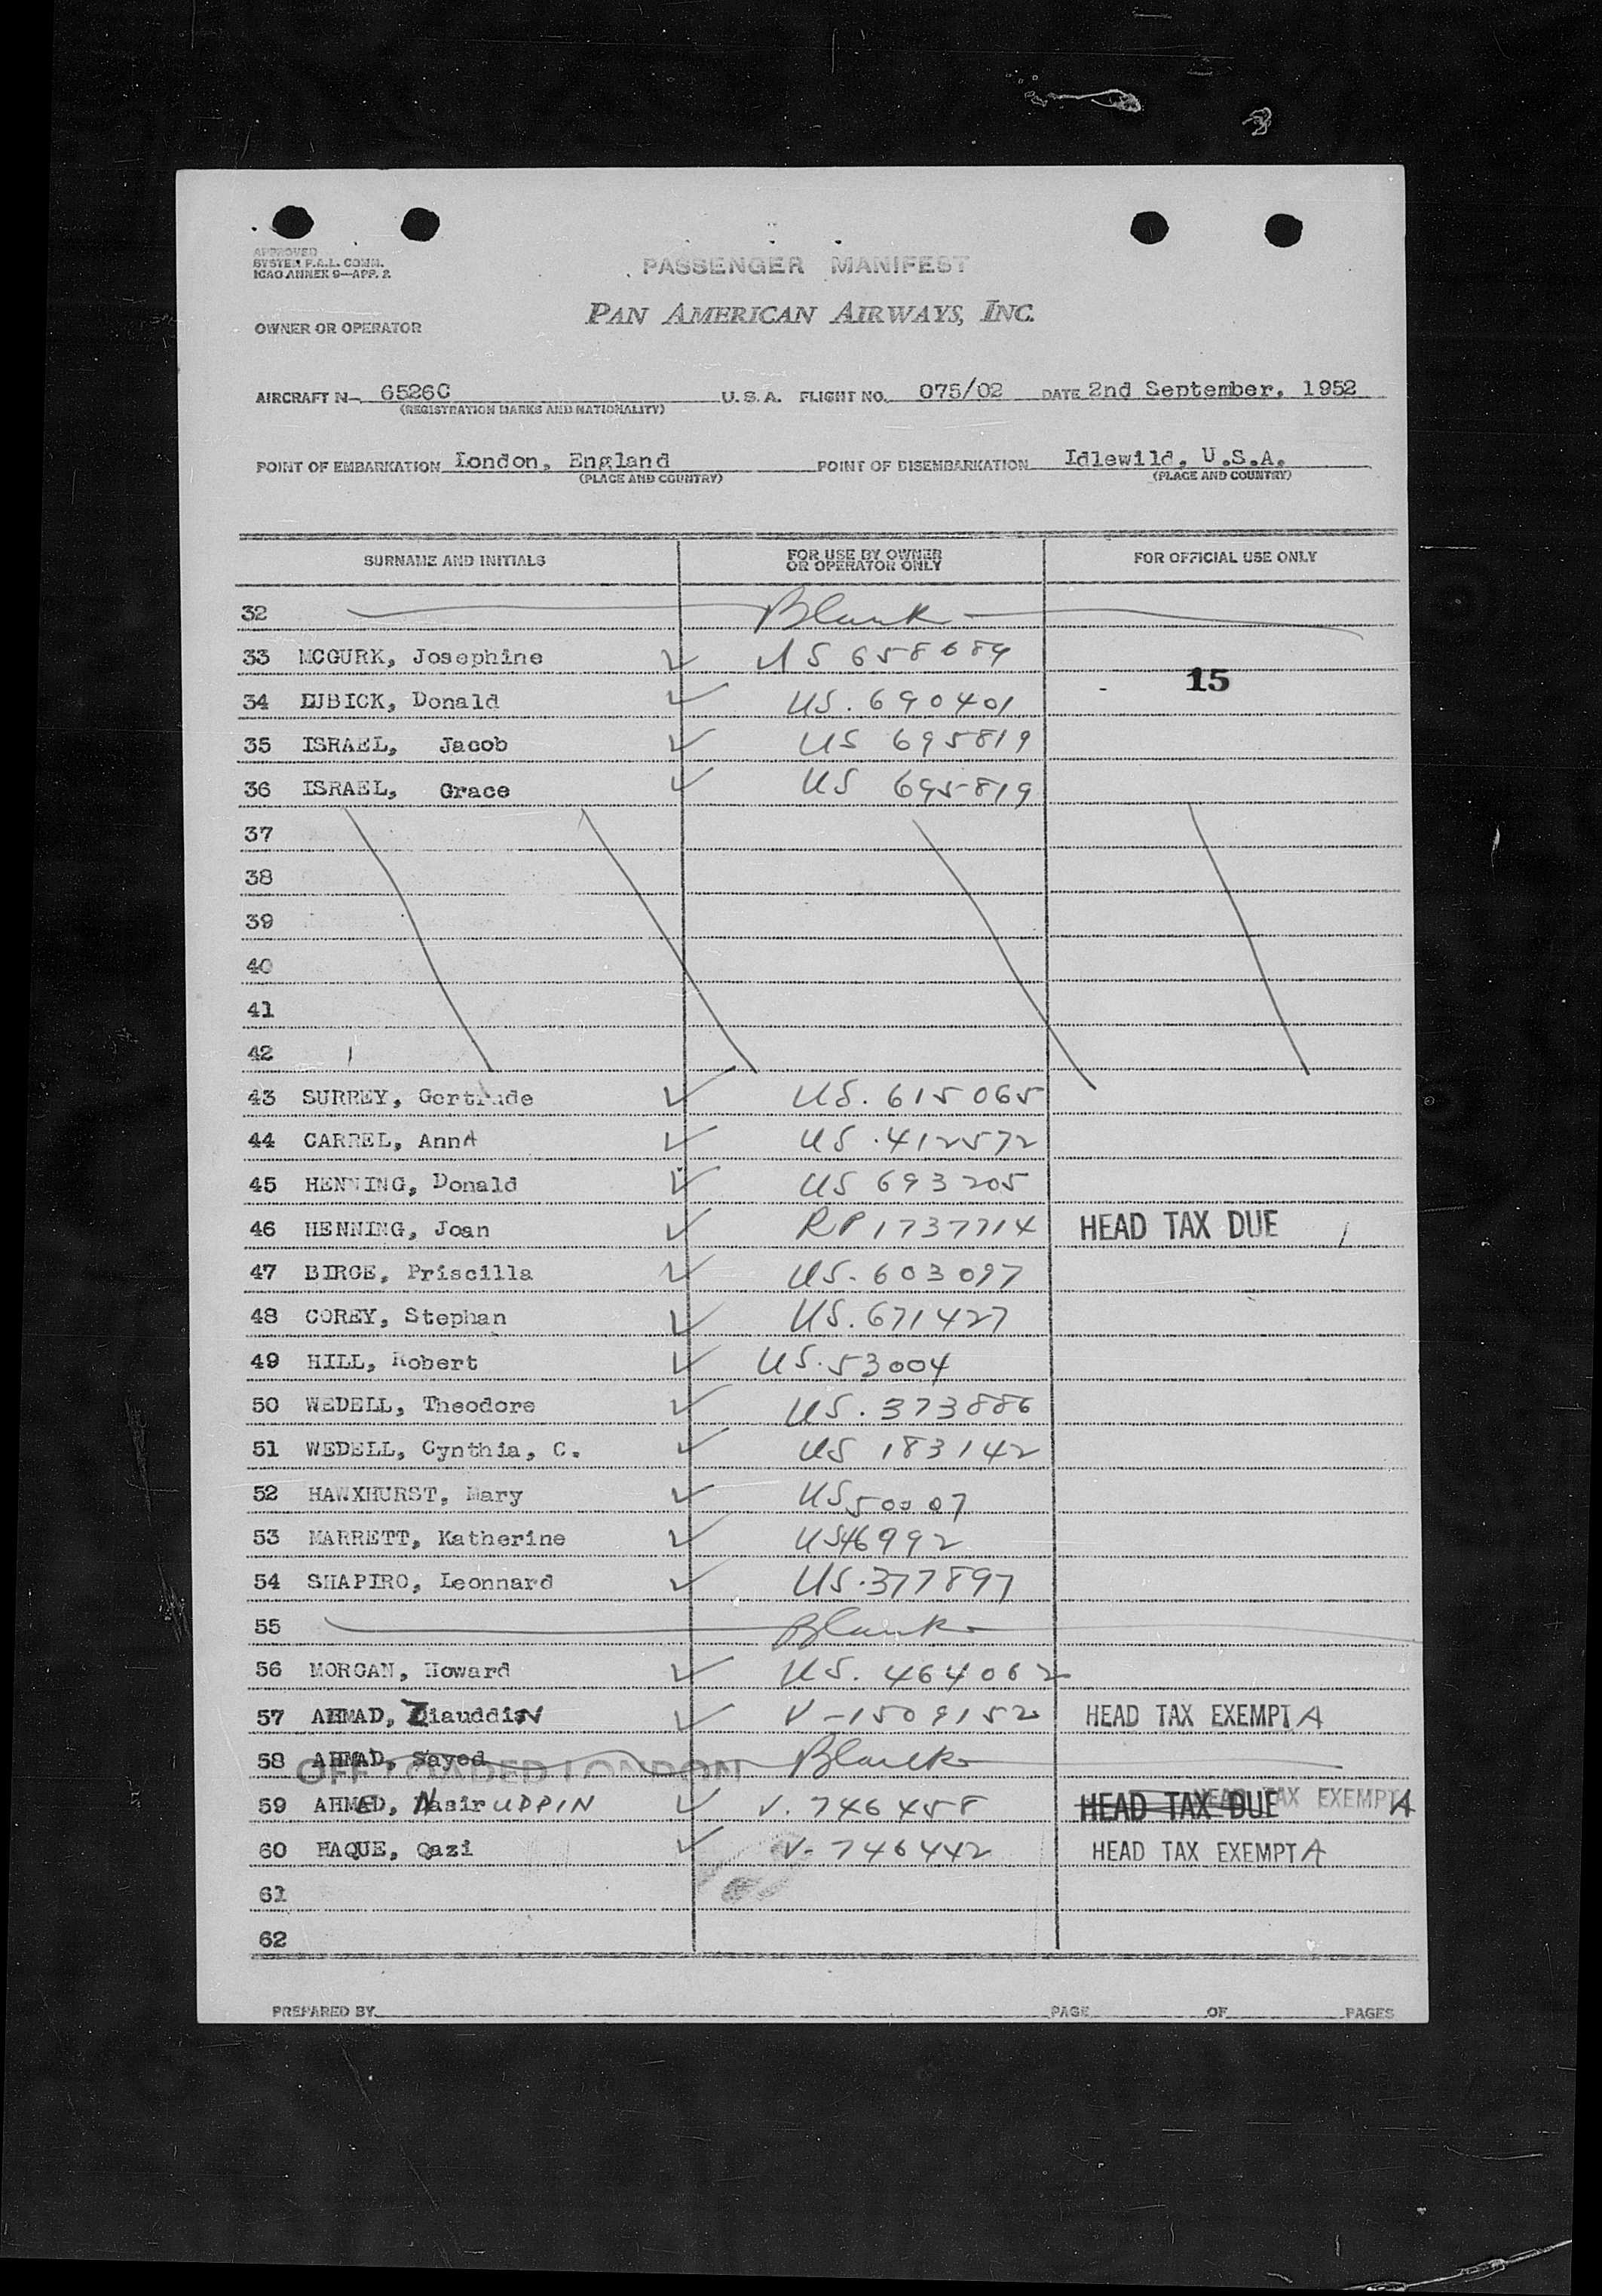 APPROVED
SYSTEM F.A.L. COMM.
ICAO ANNEX 9—APP. 2
PASSENGER MANIFEST
PAN AMERICAN AIRWAYS, INC.
OWNER OR OPERATOR
AIRCRAFT N- 6526C U.S.A. FLIGHT NO. 075/02 DATE 2nd September, 1952
(REGISTRATION MARKS AND NATIONALITY)
POINT OF EMBARKATION London, England POINT OF DISEMBARKATION Idlewild, U.S.A.
(PLACE AND COUNTRY) (PLACE AND COUNTRY)
SURNAME AND INITIALS FOR USE BY OWNER OR OPERATOR ONLY FOR OFFICIAL USE ONLY
32 Blank
33 MCGURK, Josephine US 658689
15
34 LUBICK, Donald US. 690401
35 ISRAEL, Jacob US 695819
36 ISRAEL, Grace US 695819
37
38
39
40
41
42
43 SURREY, Gertrude US. 615065
44 CARREL, AnnA US. 412572
45 HENNING, Donald US 693205
46 HENNING, Joan RP 1737714 HEAD TAX DUE /
47 BIRGE, Priscilla US. 603097
48 COREY, Stephan US. 671427
49 HILL, Robert US. 53004
50 WEDELL, Theodore US. 373886
51 WEDELL, Cynthia, C. US 183142
52 HAWXHURST, Mary US 50007
53 MARRETT, Katherine US46992
54 SHAPIRO, Leonnard US. 377897
55 Blank
56 MORGAN, Howard US. 464062
57 AHMAD, ZiauddiN V-1509152 HEAD TAX EXEMPT A
58 AHMAD, Sayed Blank
OFF LOADED LONDON
59 AHMED, NasirUDDIN V. 746458 HEAD TAX DUE HEAD TAX EXEMPT A
60 HAQUE, Qazi V- 746442 HEAD TAX EXEMPT A
61
62
PREPARED BY PAGE OF PAGES